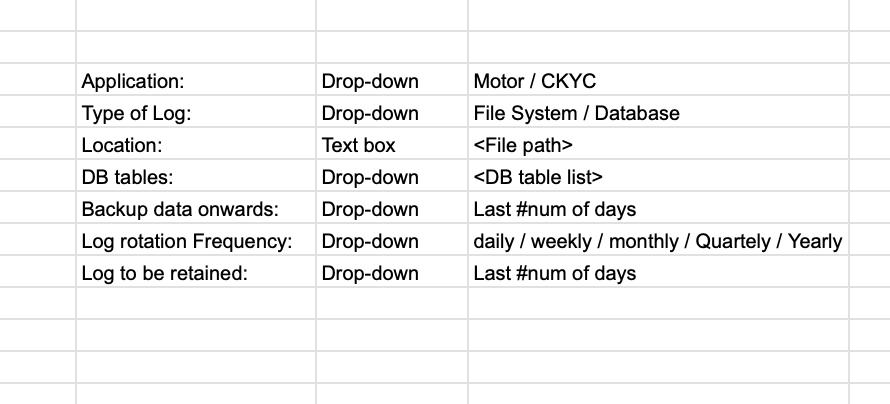 Application: Drop-down Motor / CKYC
Type of Log: Drop-down File System / Database
Location: Text box <File path>
DB tables: Drop-down <DB table list>
Backup data onwards: Drop-down Last #num of days
Log rotation Frequency: Drop-down daily / weekly / monthly / Quartely / Yearly
Log to be retained: Drop-down Last #num of days